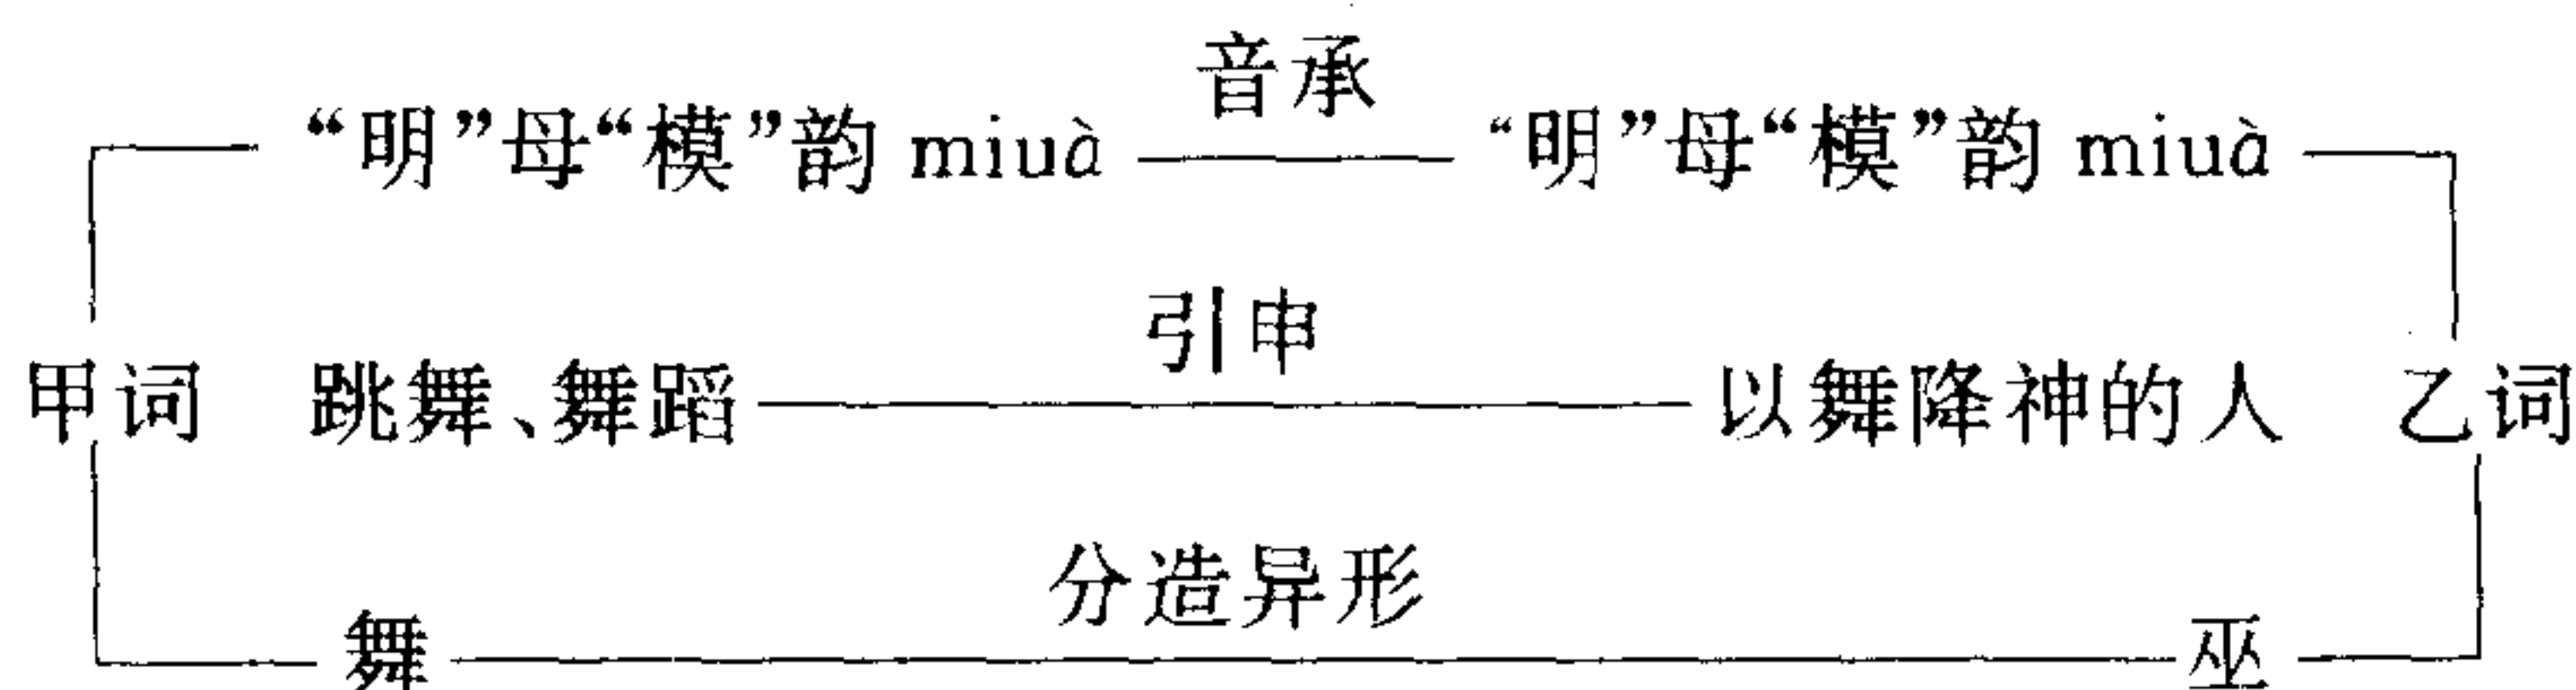 音承
“明”母“模”韵 miuà “明”母“模”韵 miuà
引申
甲词 跳舞、舞蹈 以舞降神的人 乙词
分造异形
舞 巫